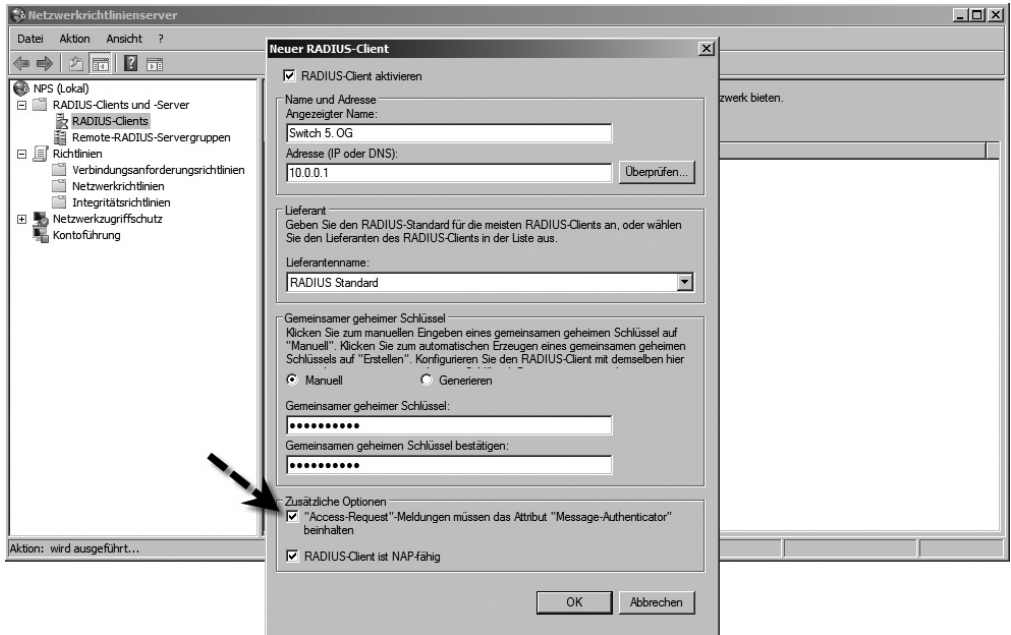 Netzwerkrichtlinienserver
Datei Aktion Ansicht ?
NPS (Lokal)
RADIUS-Clients und -Server
RADIUS-Clients
Remote-RADIUS-Servergruppen
Richtlinien
Verbindungsanforderungsrichtlinien
Netzwerkrichtlinien
Integritätsrichtlinien
Netzwerkzugriffschutz
Kontoführung
zwerk bieten.
Neuer RADIUS-Client
RADIUS-Client aktivieren
Name und Adresse
Angezeigter Name:
Switch 5. OG
Adresse (IP oder DNS):
10.0.0.1
Überprüfen...
Lieferant
Geben Sie den RADIUS-Standard für die meisten RADIUS-Clients an, oder wählen
Sie den Lieferanten des RADIUS-Clients in der Liste aus.
Lieferantenname:
RADIUS Standard
Gemeinsamer geheimer Schlüssel
Klicken Sie zum manuellen Eingeben eines gemeinsamen geheimen Schlüssel auf
"Manuell". Klicken Sie zum automatischen Erzeugen eines gemeinsamen geheimen
Schlüssels auf "Erstellen". Konfigurieren Sie den RADIUS-Client mit demselben hier
Manuell Generieren
Gemeinsamer geheimer Schlüssel:
Gemeinsamen geheimen Schlüssel bestätigen:
Zusätzliche Optionen
"Access-Request"-Meldungen müssen das Attribut "Message-Authenticator"
beinhalten
RADIUS-Client ist NAP-fähig
OK Abbrechen
Aktion: wird ausgeführt...